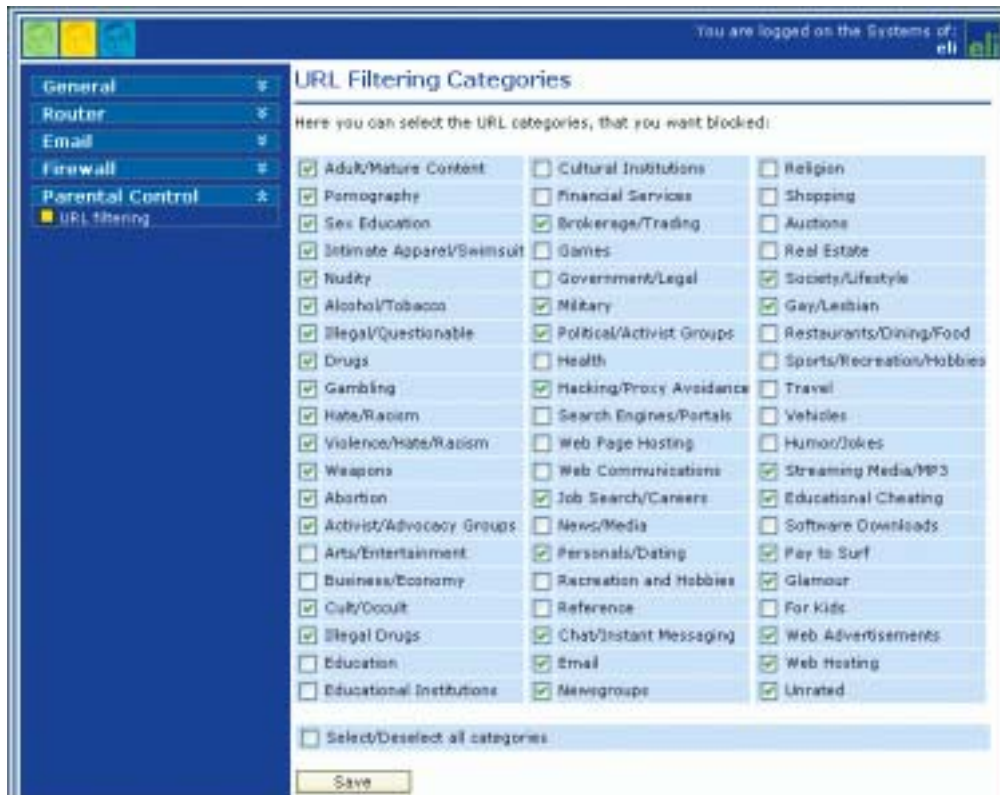 You are logged on the Systems of:
eli
eli
General
Router
Email
Firewall
Parental Control
URL filtering
URL Filtering Categories
Here you can select the URL categories, that you want blocked:
Adult/Mature Content
Pornography
Sex Education
Intimate Apparel/Swimsuit
Nudity
Alcohol/Tobacco
Illegal/Questionable
Drugs
Gambling
Hate/Racism
Violence/Hate/Racism
Weapons
Abortion
Activist/Advocacy Groups
Arts/Entertainment
Business/Economy
Cult/Occult
Illegal Drugs
Education
Educational Institutions
Cultural Institutions
Financial Services
Brokerage/Trading
Games
Government/Legal
Military
Political/Activist Groups
Health
Hacking/Proxy Avoidance
Search Engines/Portals
Web Page Hosting
Web Communications
Job Search/Careers
News/Media
Personals/Dating
Recreation and Hobbies
Reference
Chat/Instant Messaging
Email
Newsgroups
Religion
Shopping
Auctions
Real Estate
Society/Lifestyle
Gay/Lesbian
Restaurants/Dining/Food
Sports/Recreation/Hobbies
Travel
Vehicles
Humor/Jokes
Streaming Media/MP3
Educational Cheating
Software Downloads
Pay to Surf
Glamour
For Kids
Web Advertisements
Web Hosting
Unrated
Select/Deselect all categories
Save